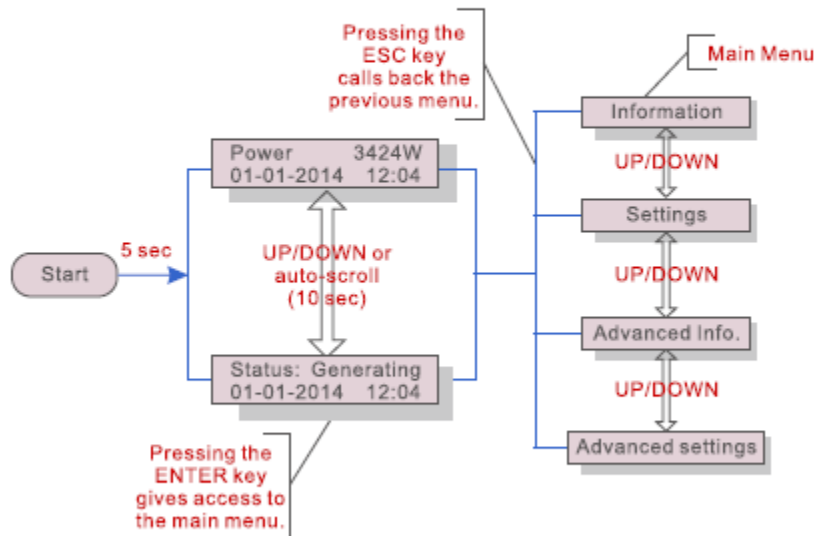 Pressing the
ESC key
calls back the
previous menu.
Main Menu
Information
UP/DOWN
Settings
UP/DOWN
Advanced Info.
UP/DOWN
Advanced settings
Power 3424W
01-01-2014 12:04
5 sec
Start
UP/DOWN or
auto-scroll
(10 sec)
Status: Generating
01-01-2014 12:04
Pressing the
ENTER key
gives access to
the main menu.